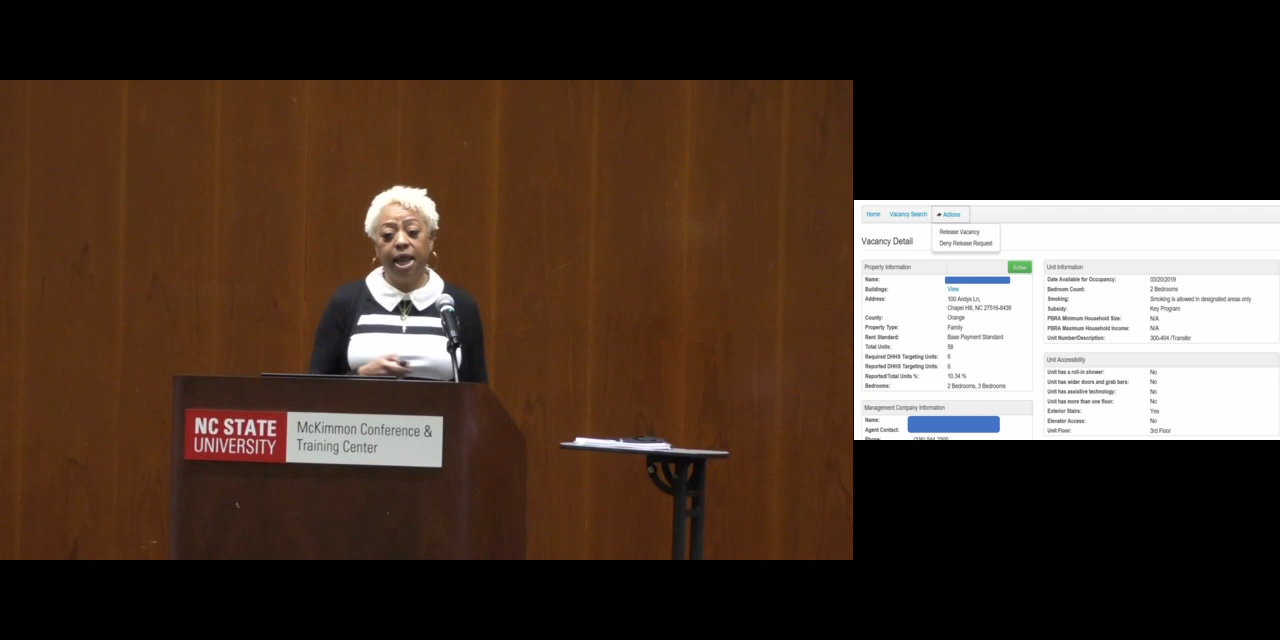 NC STATE
UNIVERSITY
McKimmon Conference &
Training Center
Home Vacancy Search Actions
Release Vacancy
Deny Release Request
Vacancy Detail
Property Information Active
Name:
Buildings: View
Address: 100 Andys Ln,
Chapel Hill, NC 27516-8436
County: Orange
Property Type: Family
Rent Standard: Base Payment Standard
Total Units: 58
Required DHHS Targeting Units: 6
Reported DHHS Targeting Units: 6
Reported/Total Units %: 10.34 %
Bedrooms: 2 Bedrooms, 3 Bedrooms
Management Company Information
Name:
Agent Contact:
Unit Information
Date Available for Occupancy: 03/20/2019
Bedroom Count: 2 Bedrooms
Smoking: Smoking is allowed in designated areas only
Subsidy: Key Program
PBRA Minimum Household Size: N/A
PBRA Maximum Household Income: N/A
Unit Number/Description: 300-404 /Transfer
Unit Accessibility
Unit has a roll-in shower: No
Unit has wider doors and grab bars: No
Unit has assistive technology: No
Unit has more than one floor: No
Exterior Stairs: Yes
Elevator Access: No
Unit Floor: 3rd Floor